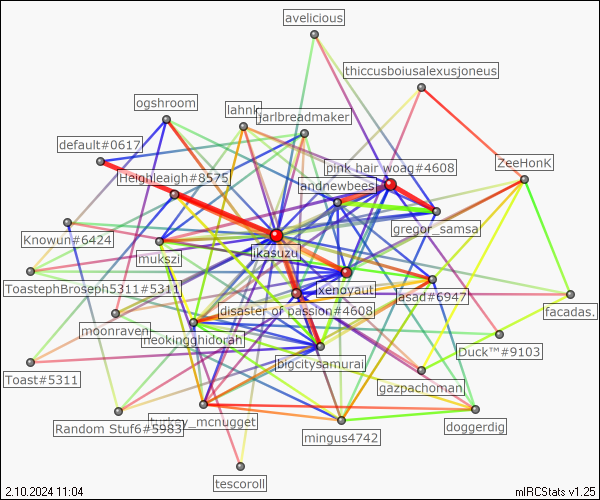 avelicious
thiccusboiusalexusjoneus
ogshroom
lahnk
jarlbreadmaker
default#0617
pink hair woag#4608
ZeeHonK
Heighleaigh#8575
andnewbees
gregor_samsa
Knowun#6424
mukszi
ikasuzu
ToastephBroseph5311#5311
xenoyaut
lasad#6947
disaster of passion#4608
facadas.
moonraven
neokingghidorah
Duck™#9103
bigcitysamurai
Toast#5311
gazpachoman
Random Stuf6#5983
turkey_mcnugget
mingus4742
doggerdig
tescoroll
2.10.2024 11:04
mIRCStats v1.25